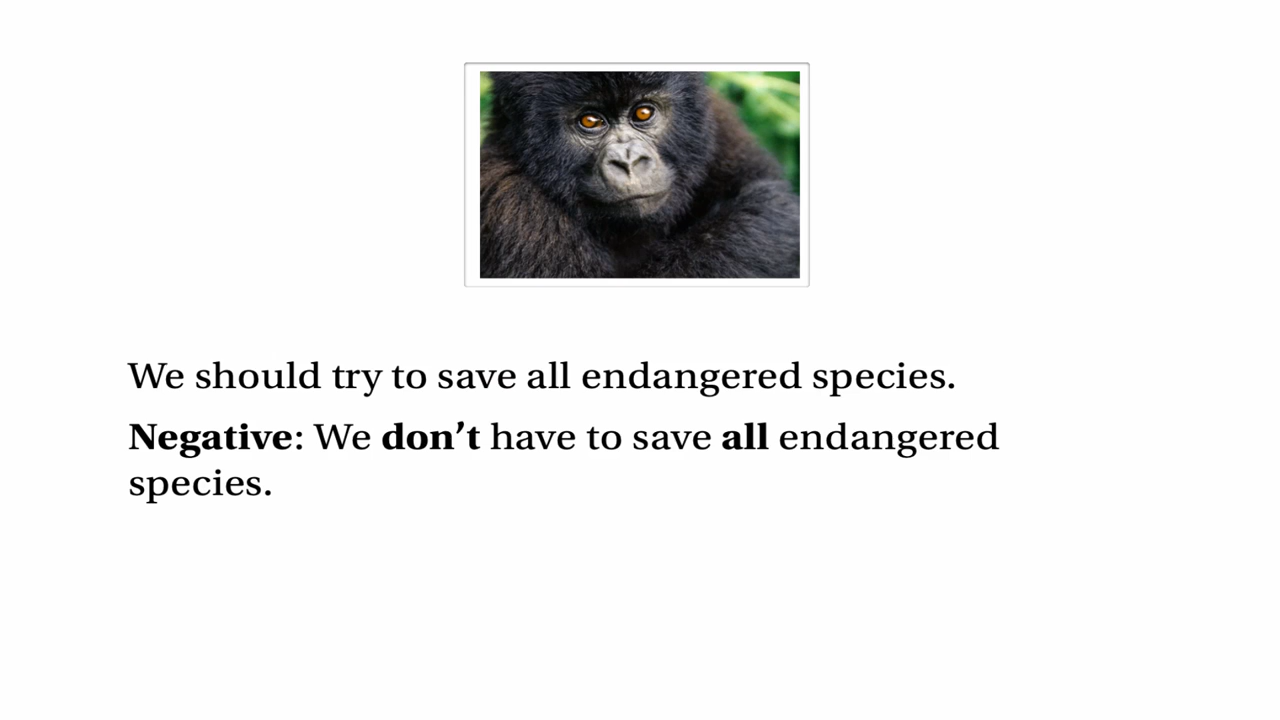 We should try to save all endangered species.
Negative: We don’t have to save all endangered
species.